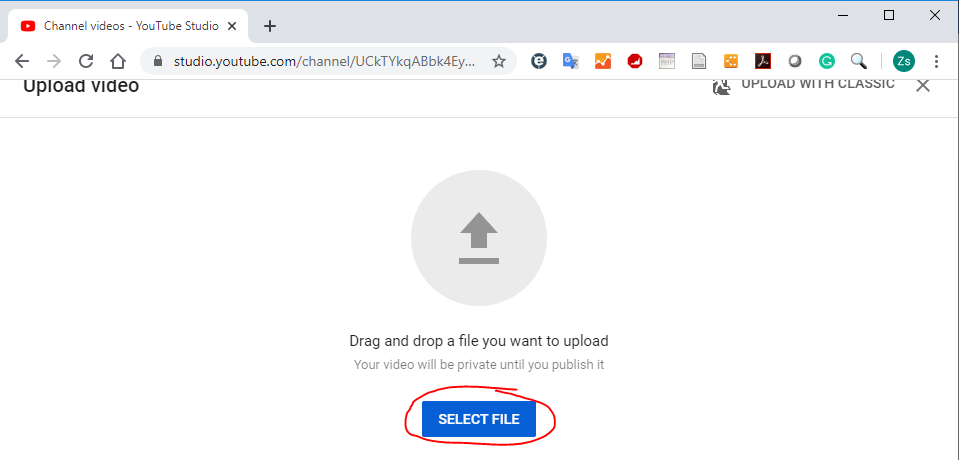 Channel videos - YouTube Studio
studio.youtube.com/channel/UCkTYkqABbk4Ey...
Zs
Upload video
UPLOAD WITH CLASSIC
Drag and drop a file you want to upload
Your video will be private until you publish it
SELECT FILE